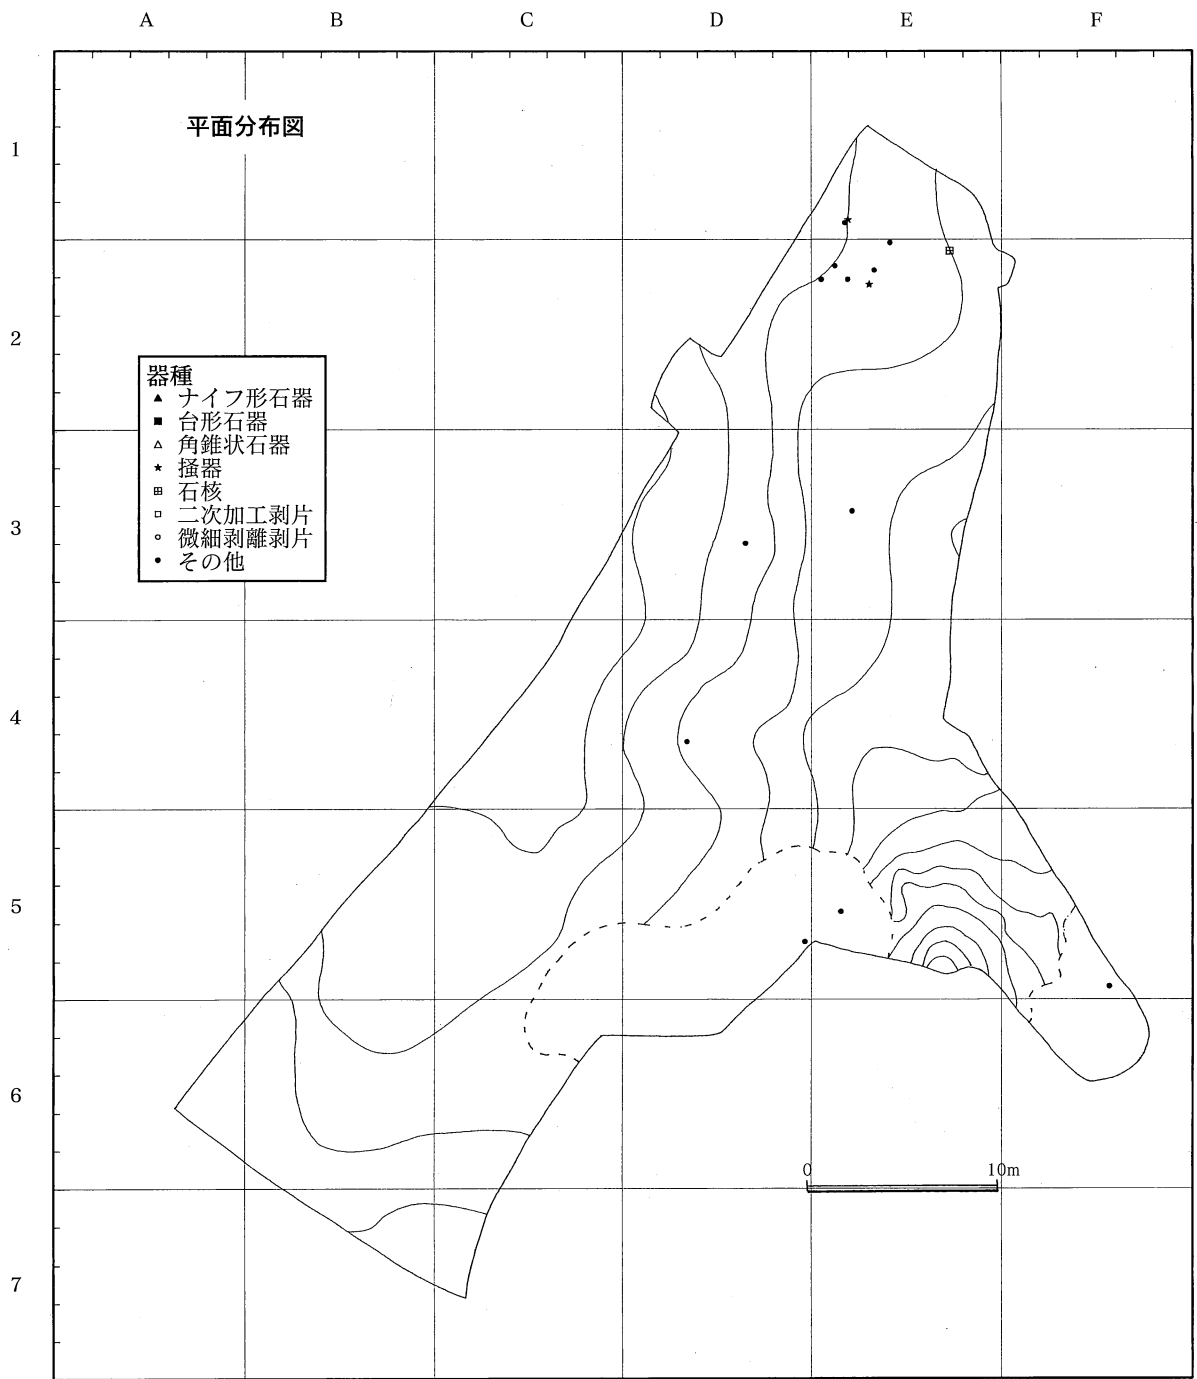 A B C D E F
平面分布図
1
2
器種
▲ ナイフ形石器
■ 台形石器
△ 角錐状石器
★ 掻器
⊞ 石核
□ 二次加工剥片
○ 微細剥離剥片
● その他
3
4
5
6
0 10m
7